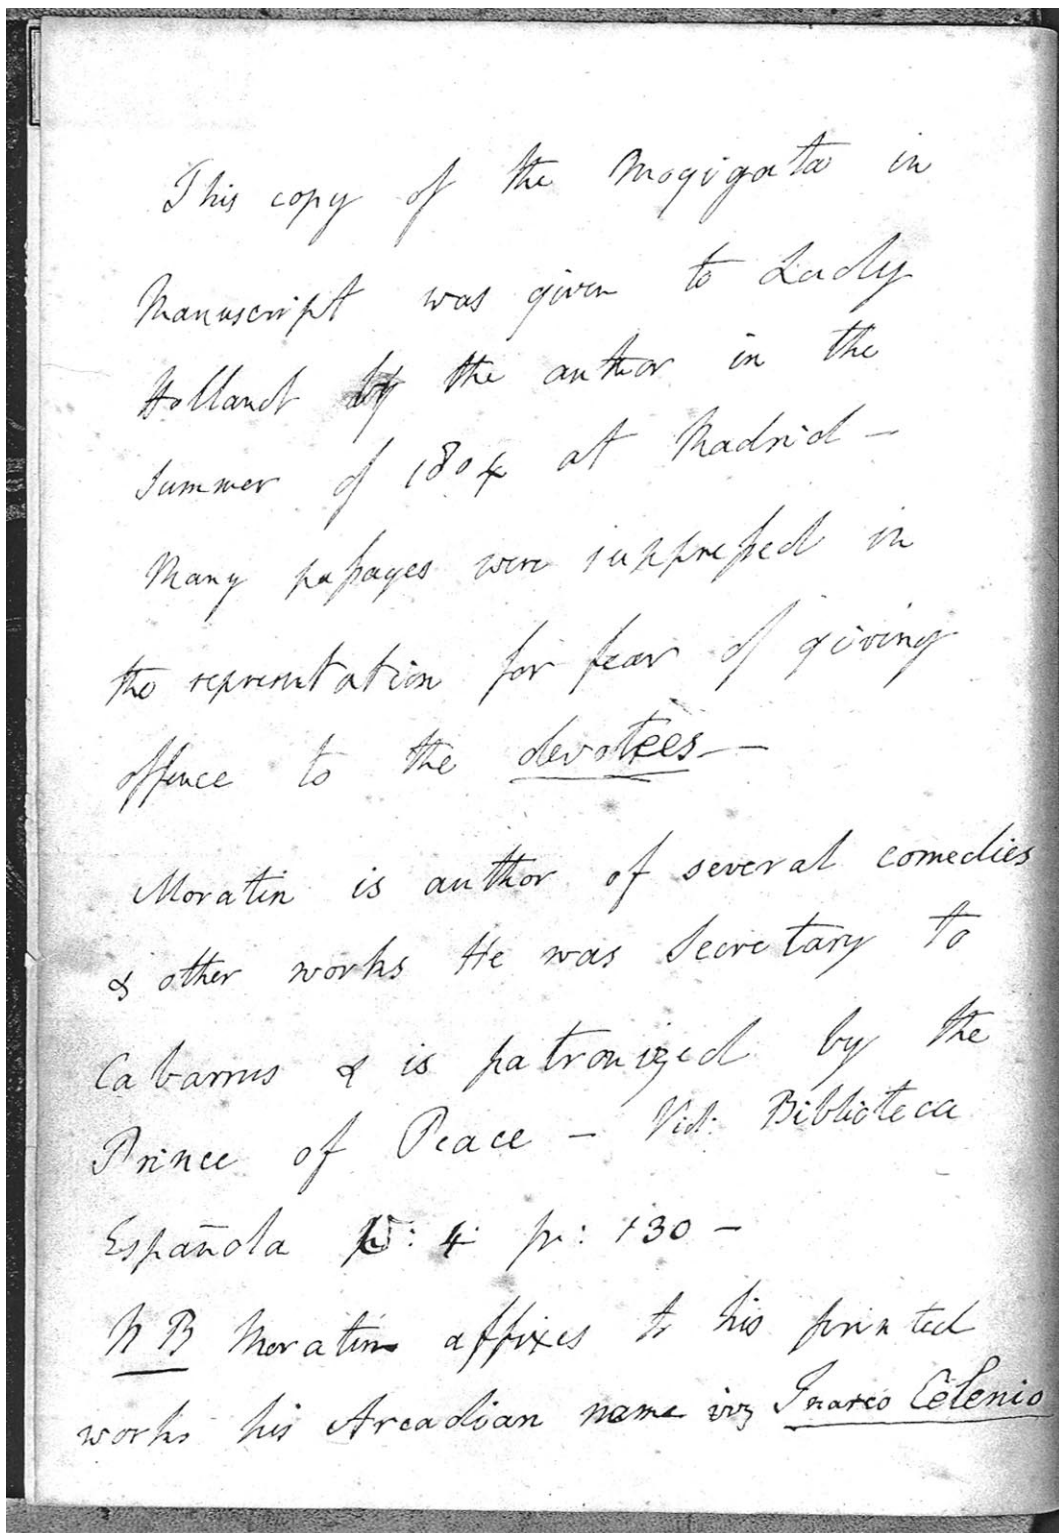 This copy of the Mogigata in
Manuscript was given to Lady
Holland by the author in the
Summer of 1804 at Madrid —
Many paſsages were suppreſsed in
the representation for fear of giving
offence to the devotees —
Moratin is author of several comedies
& other works He was Secretary to
Cabarrus & is patronized by the
Prince of Peace — Vid: Biblioteca
Española : 4 p: 130 —
NB Moratin affixes to his printed
works his Arcadian name viz Inarco Celenio